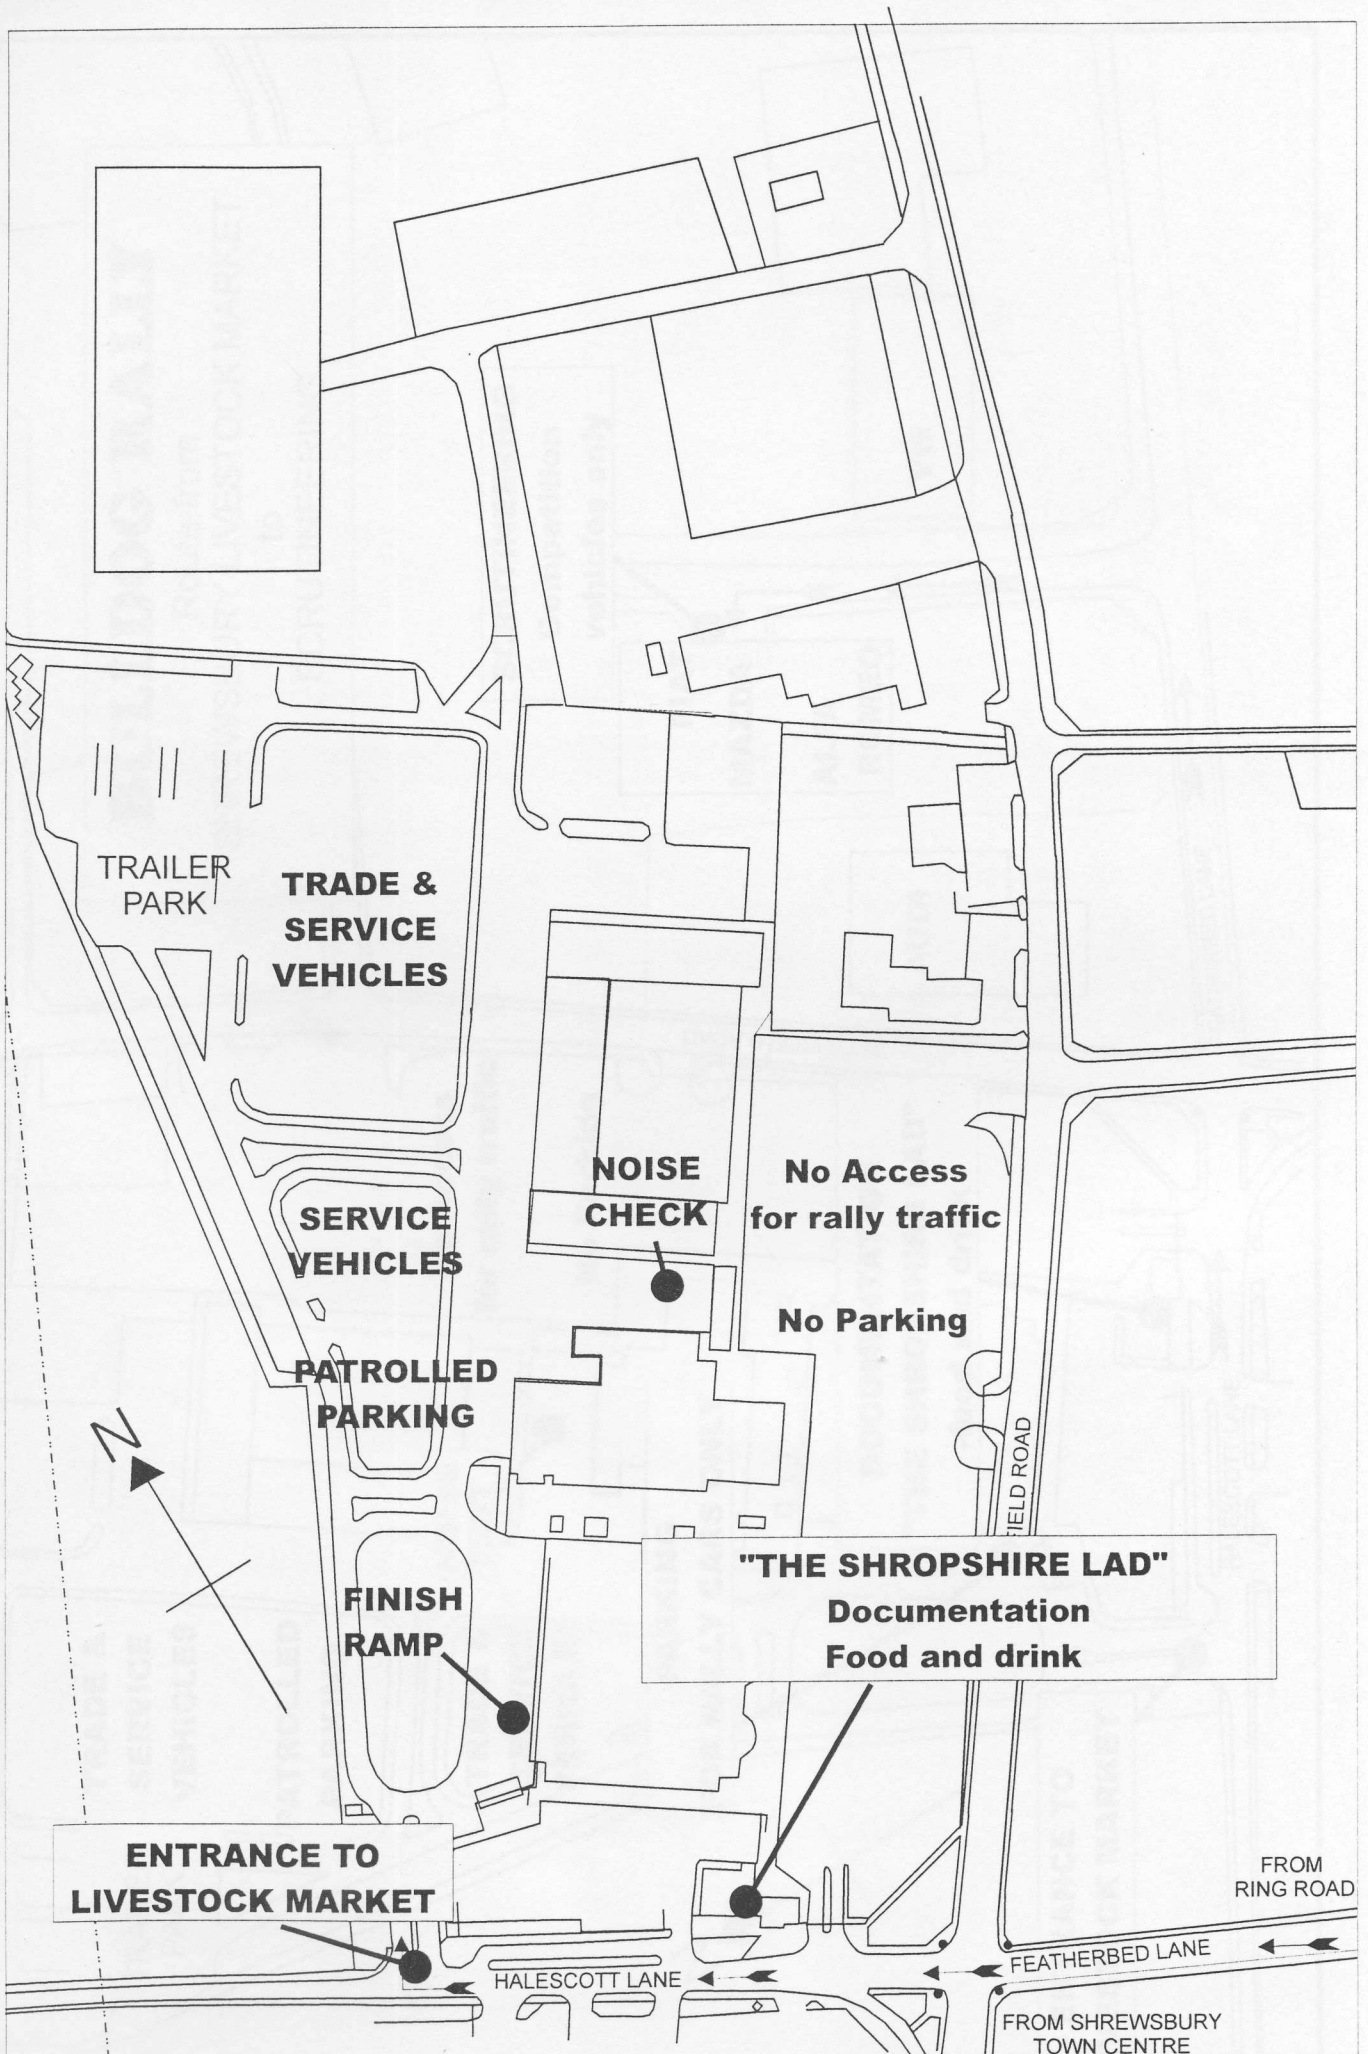 TRAILER
PARK
TRADE &
SERVICE
VEHICLES
NOISE
CHECK
No Access
for rally traffic
No Parking
SERVICE
VEHICLES
PATROLLED
PARKING
N
FIELD ROAD
"THE SHROPSHIRE LAD"
Documentation
Food and drink
FINISH
RAMP
ENTRANCE TO
LIVESTOCK MARKET
FROM
RING ROAD
FEATHERBED LANE
HALESCOTT LANE
FROM SHREWSBURY
TOWN CENTRE